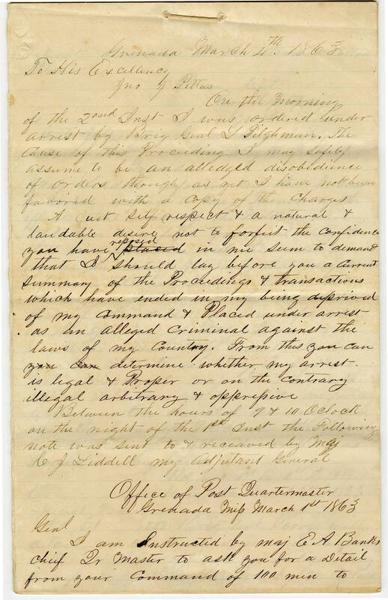 Grenada March 4th 1863
To His Excellency
Jno J Pettus
On the morning
of the 2nd Inst I was ordered under
arrest by Brig Genl L Tilghman. The
Cause of this Proceeding I may safely
assume to be an alledged disobedience
of orders though as yet I have not been
favored with a Copy of the Charges
A just self respect & a natural &
laudable desire not to forfeit the Confidence
you have placed reposed in me seem to demand
that I should lay before you a Current
summary of the Proceedings & transactions
which have ended in my being deprived
of my Command & Placed under arrest
as an alleged Criminal against the
laws of my Country. From this you can
you can determine whether my arrest
is legal & Proper or on the Contrary
illegal arbitrary & oppressive
Between the hours of 9 & 10 OClock
on the night of the 1st Inst the Following
note was sent to & received by Maj
J Liddell my Adjutant General
Office of Post Quartermaster
Grenada Miss March 1st 1863
Genl
I am Instructed by Maj E A Banks
chief Qr Master to ask you for a Detail
from your Command of 100 men to